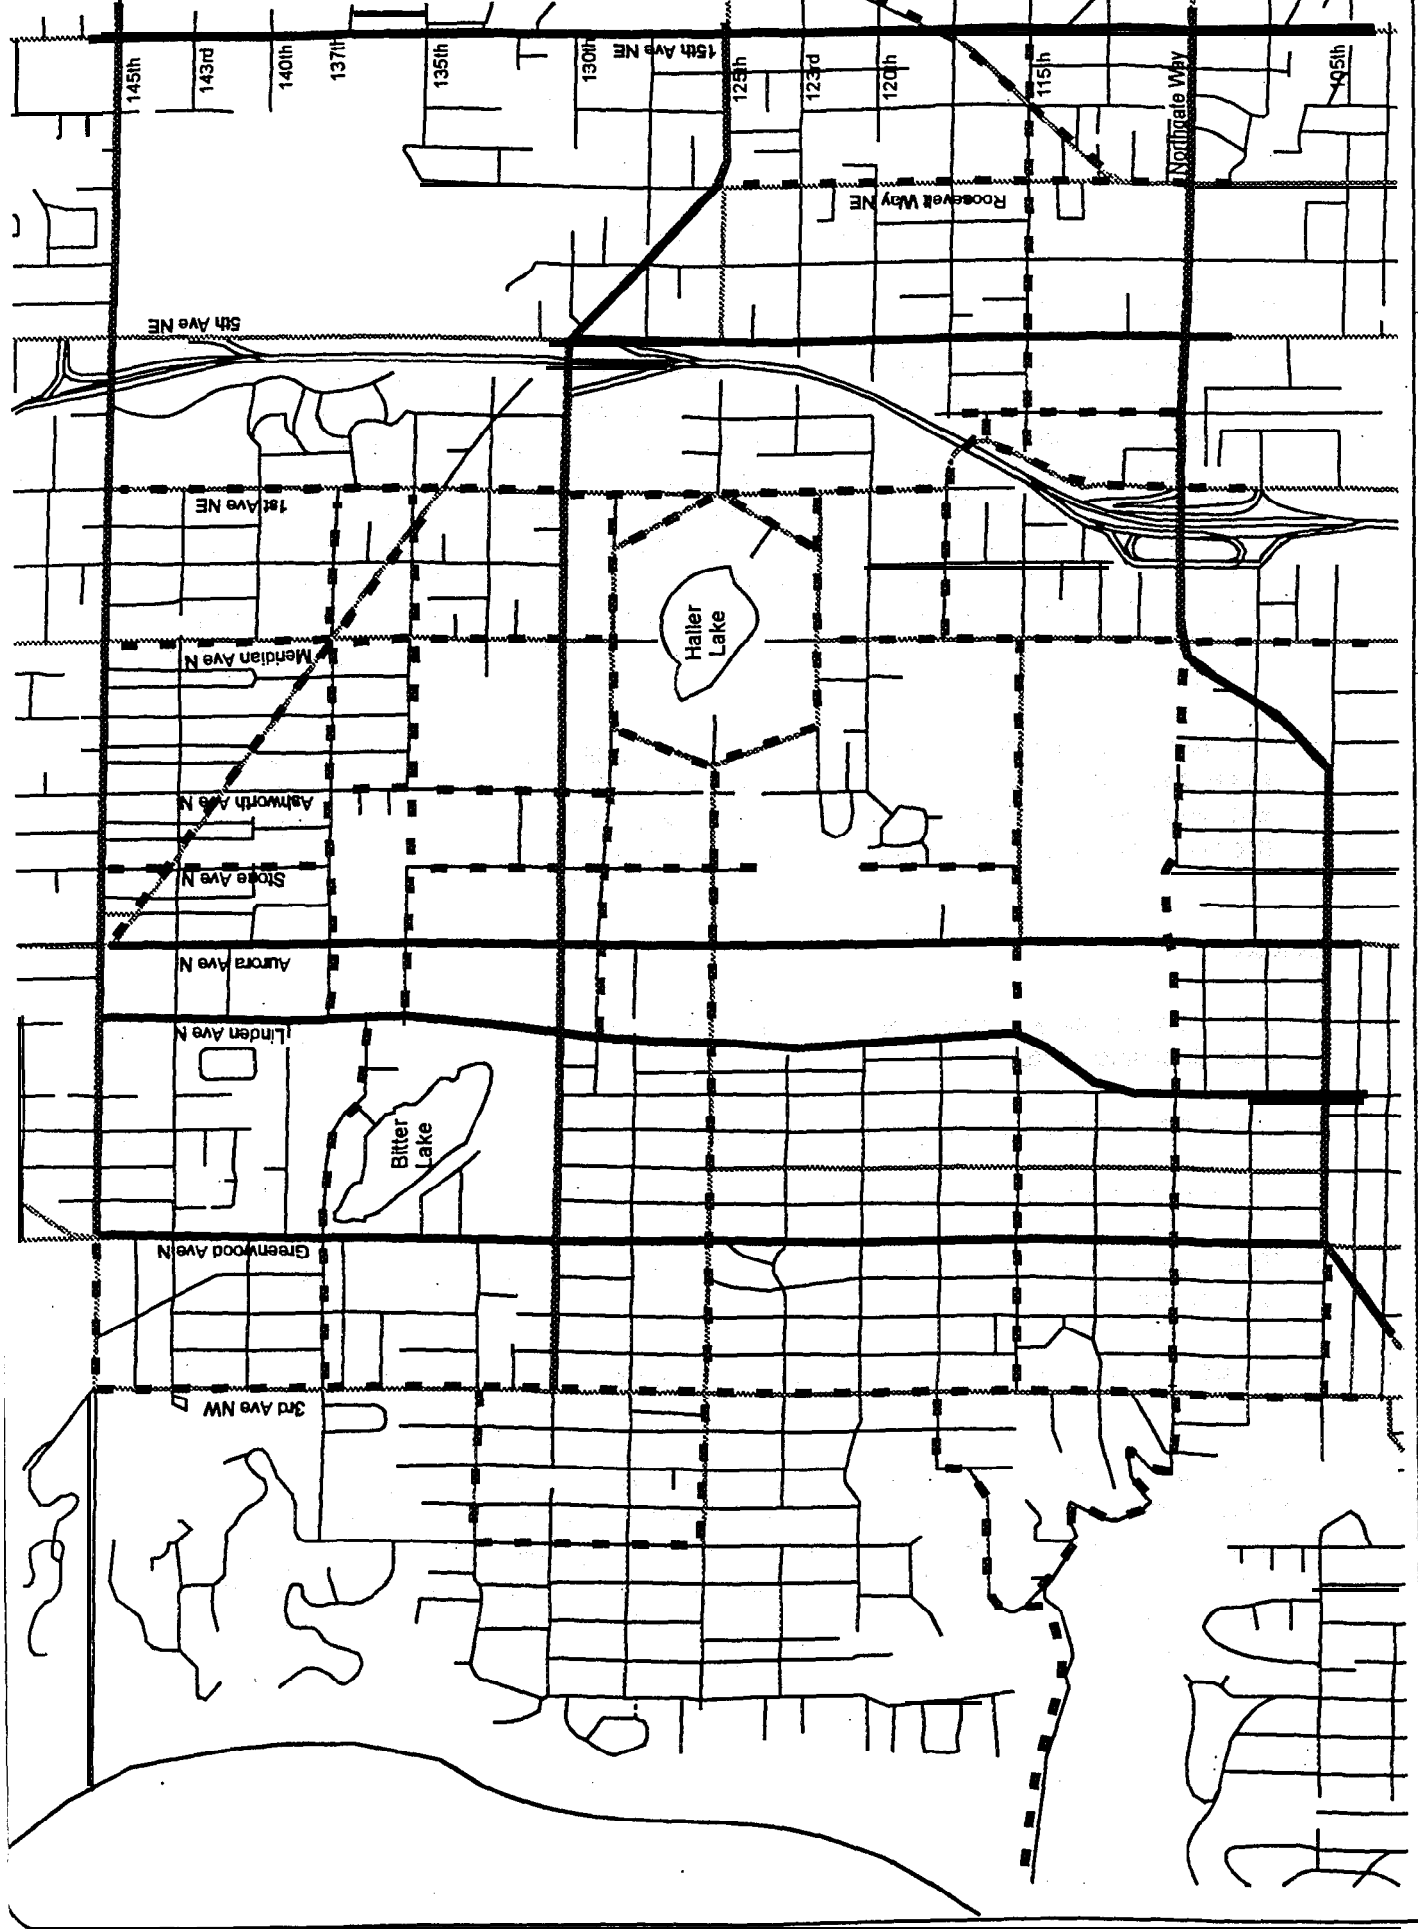 15th Ave NE
145th
143rd
140th
137th
135th
130th
125th
123rd
120th
115th
Northgate Way
105th
Roosevelt Way NE
5th Ave NE
1st Ave NE
Haller
Lake
Meridian Ave N
Ashworth Ave N
Stone Ave N
Aurora Ave N
Linden Ave N
Bitter
Lake
Greenwood Ave N
3rd Ave NW